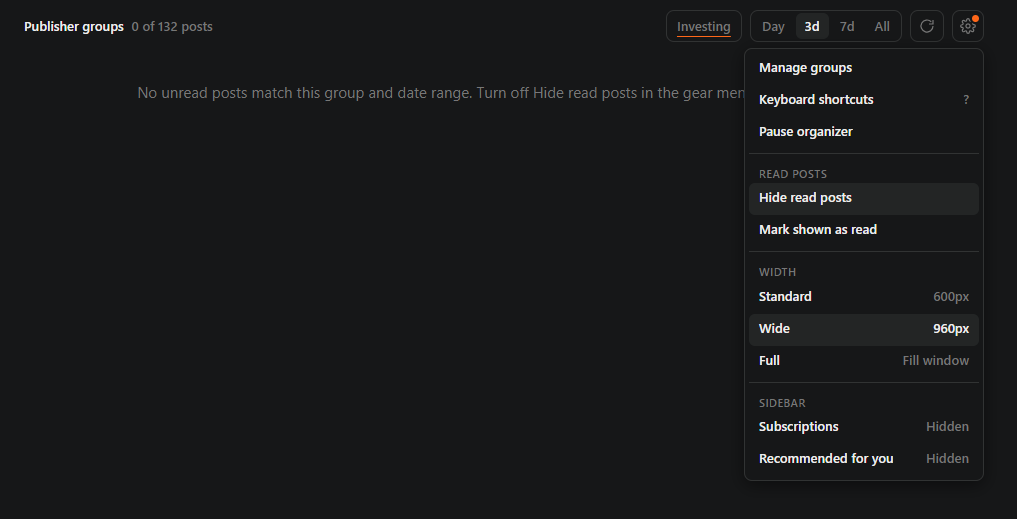 Publisher groups 0 of 132 posts
Investing
Day 3d 7d All
Manage groups
No unread posts match this group and date range. Turn off Hide read posts in the gear men
Keyboard shortcuts ?
Pause organizer
READ POSTS
Hide read posts
Mark shown as read
WIDTH
Standard 600px
Wide 960px
Full Fill window
SIDEBAR
Subscriptions Hidden
Recommended for you Hidden